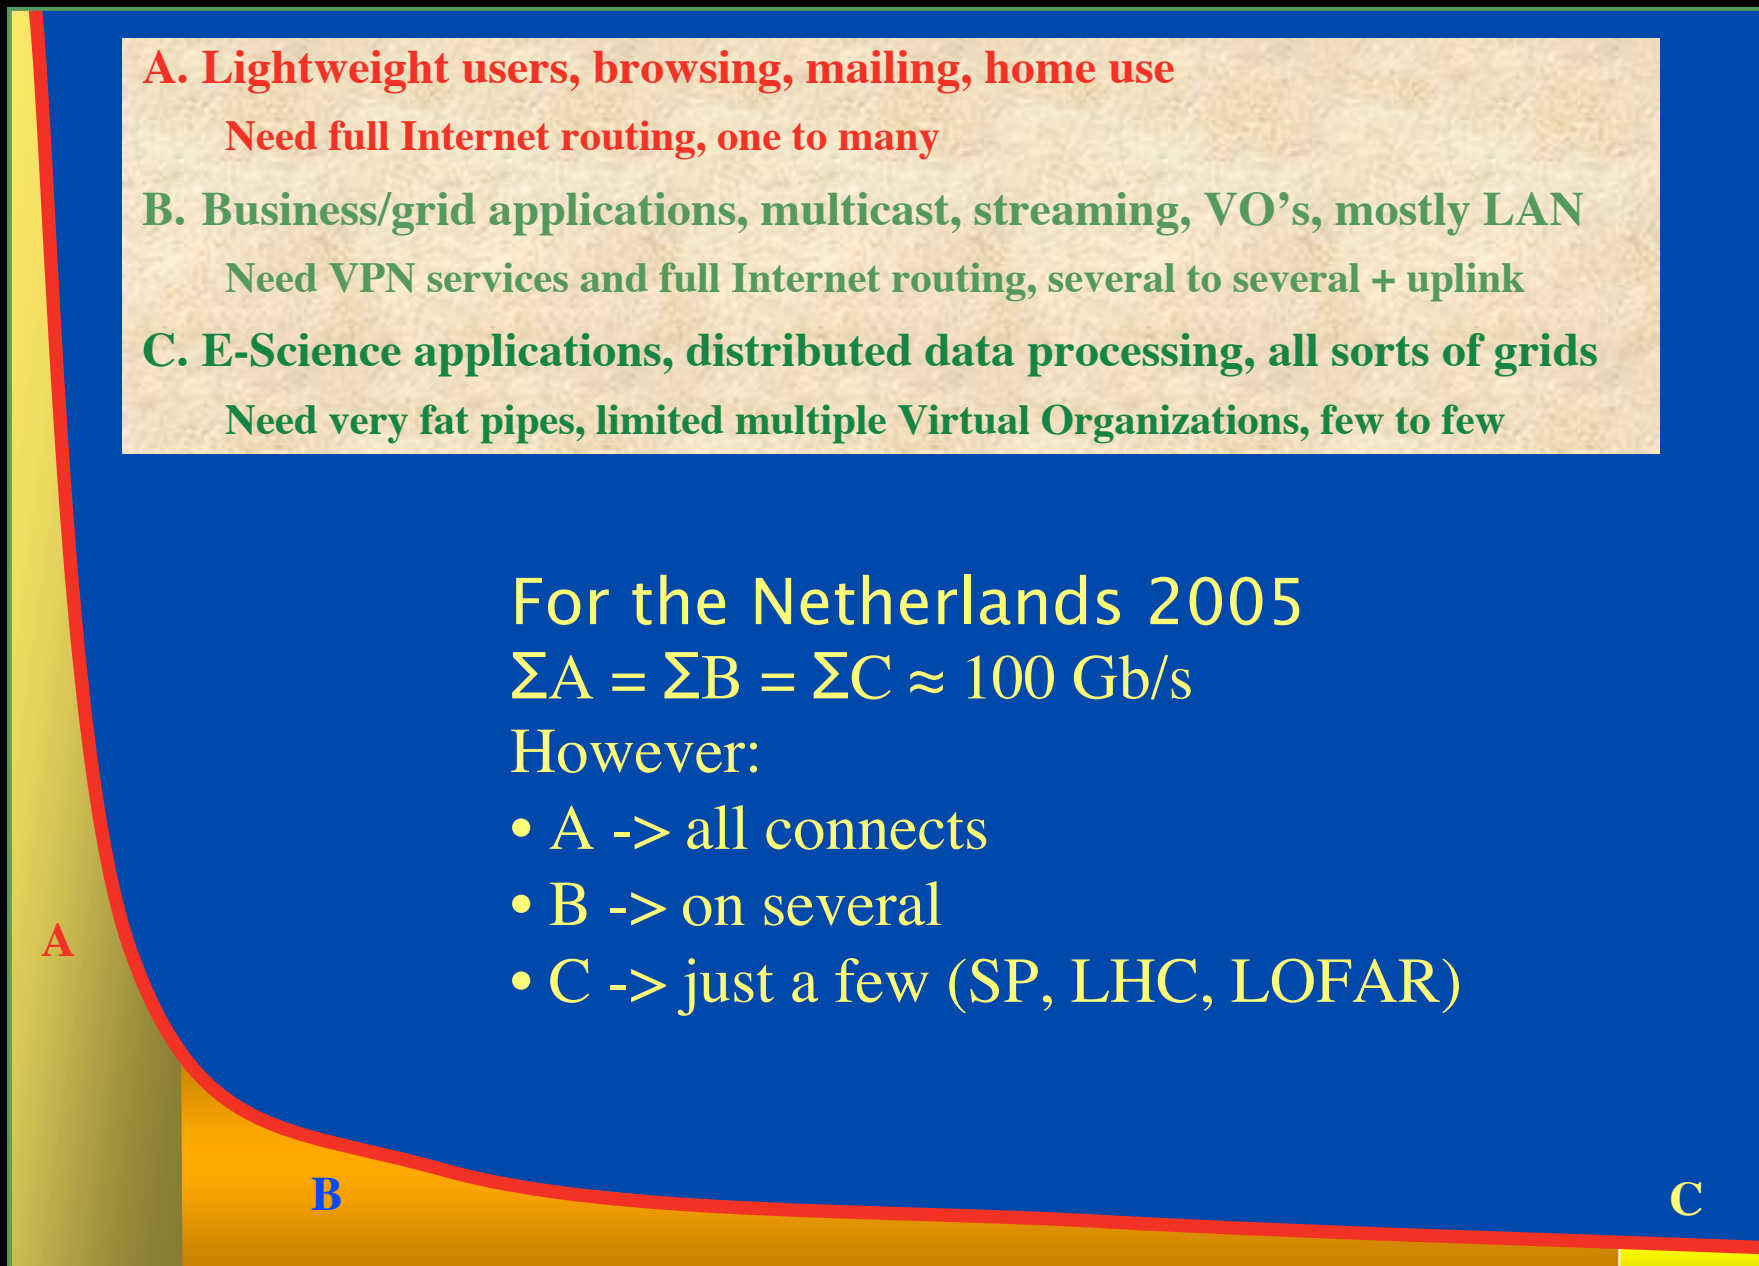 A. Lightweight users, browsing, mailing, home use
Need full Internet routing, one to many
B. Business/grid applications, multicast, streaming, VO’s, mostly LAN
Need VPN services and full Internet routing, several to several + uplink
C. E-Science applications, distributed data processing, all sorts of grids
Need very fat pipes, limited multiple Virtual Organizations, few to few
For the Netherlands 2005
ΣA = ΣB = ΣC ≈ 100 Gb/s
However:
• A -> all connects
• B -> on several
• C -> just a few (SP, LHC, LOFAR)
A
B
C